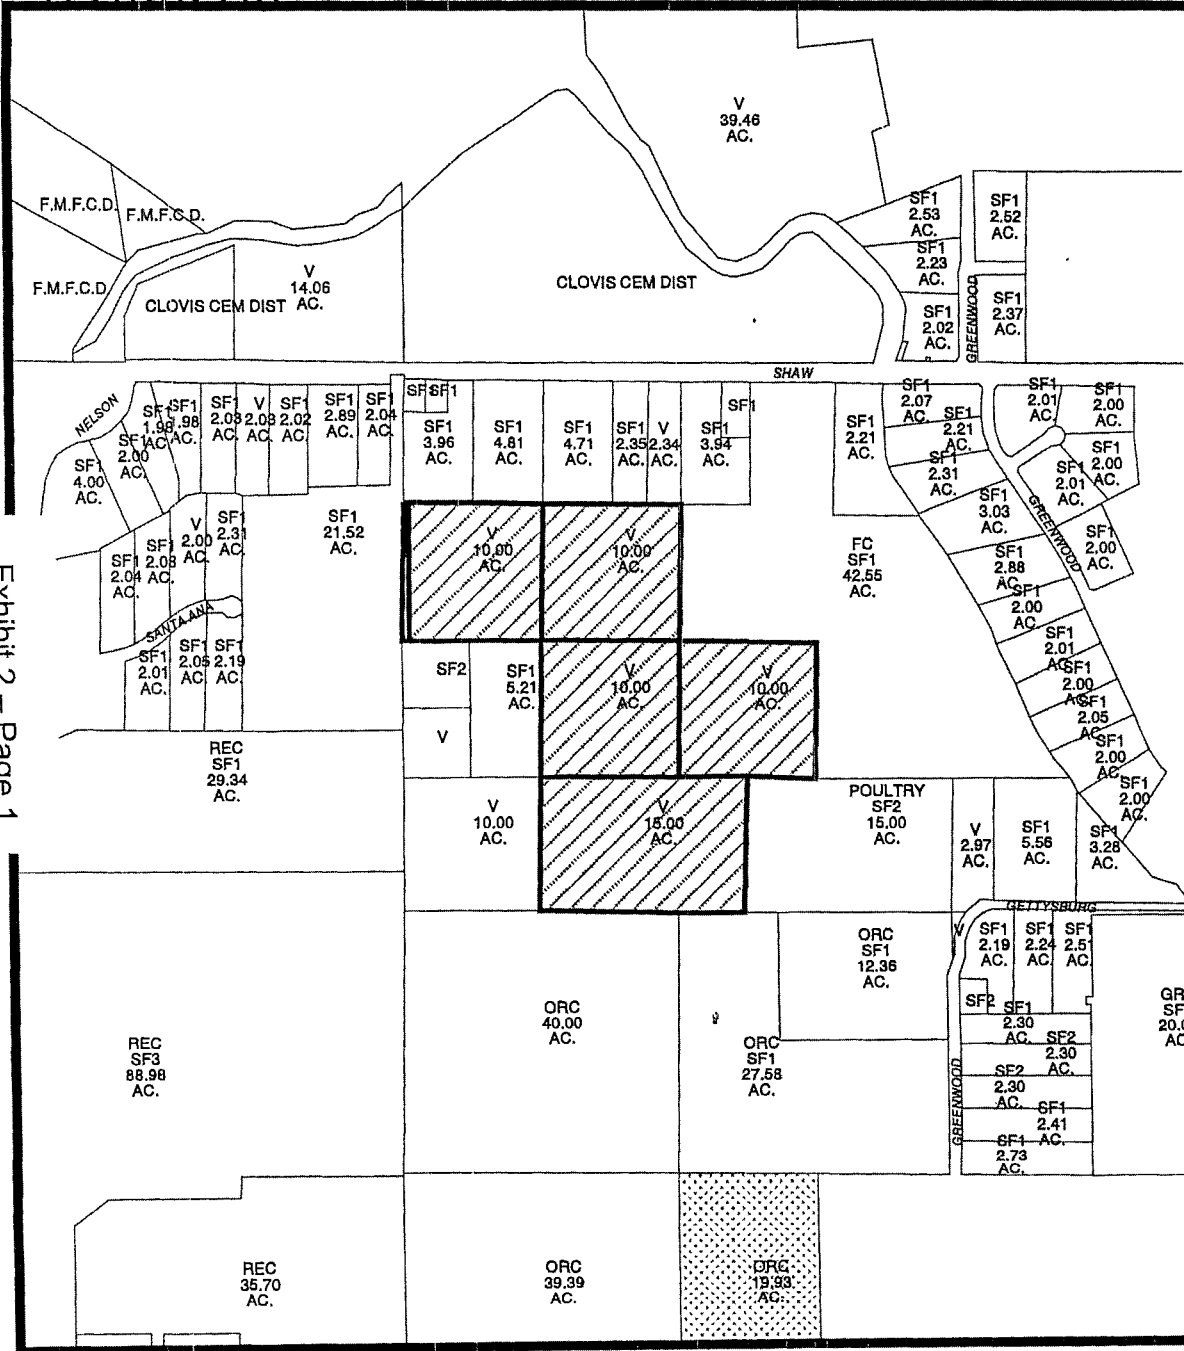 V
39.46
AC.
F.M.F.C.D.
F.M.F.C.D.
F.M.F.C.D.
V
14.06
AC.
CLOVIS CEM DIST
CLOVIS CEM DIST
SF1
2.53
AC.
SF1
2.52
AC.
SF1
2.23
AC.
SF1
2.02
AC.
GREENWOOD
SF1
2.37
AC.
SHAW
NELSON
SF1
4.00
AC.
SF1
2.00
AC.
SF1
1.98
AC.
SF1
1.98
AC.
SF1
2.03
AC.
V
2.03
AC.
SF1
2.02
AC.
SF1
2.89
AC.
SF1
2.04
AC.
SF1
SF1
3.96
AC.
SF1
4.81
AC.
SF1
4.71
AC.
SF1
2.35
AC.
V
2.34
AC.
SF1
3.94
AC.
SF1
SF1
2.21
AC.
SF1
2.07
AC.
SF1
2.21
AC.
SF1
2.31
AC.
SF1
2.01
AC.
SF1
2.00
AC.
SF1
2.00
AC.
SF1
2.01
AC.
SF1
3.03
AC.
GREENWOOD
SF1
2.00
AC.
SF1
2.88
AC.
SF1
2.00
AC.
SF1
2.01
AC.
SF1
2.00
AC.
SF1
2.05
AC.
SF1
2.00
AC.
SF1
2.00
AC.
SF1
2.04
AC.
SF1
2.08
AC.
V
2.00
AC.
SF1
2.31
AC.
SF1
21.52
AC.
SANTA ANA
SF1
2.01
AC.
SF1
2.05
AC.
SF1
2.19
AC.
V
10.00
AC.
V
10.00
AC.
FC
SF1
42.55
AC.
SF2
SF1
5.21
AC.
V
10.00
AC.
V
10.00
AC.
V
REC
SF1
29.34
AC.
V
10.00
AC.
V
15.00
AC.
POULTRY
SF2
15.00
AC.
V
2.97
AC.
SF1
5.56
AC.
SF1
3.28
AC.
GETTYSBURG
V
SF1
2.19
AC.
SF1
2.24
AC.
SF1
2.51
AC.
SF2
SF1
2.30
AC.
SF2
2.30
AC.
SF2
2.30
AC.
SF1
2.41
AC.
SF1
2.73
AC.
GREENWOOD
ORC
SF1
12.36
AC.
ORC
40.00
AC.
ORC
SF1
27.58
AC.
REC
SF3
88.98
AC.
REC
35.70
AC.
ORC
39.39
AC.
ORC
19.93
AC.
Exhibit 2 – Page 1